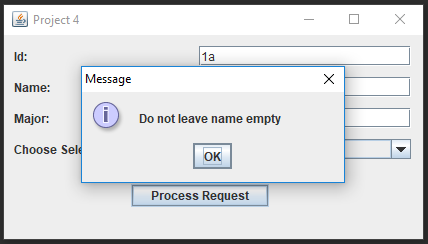 Project 4
Id: 1a
Message
Name:
Do not leave name empty
Major:
OK
Choose Sele
Process Request